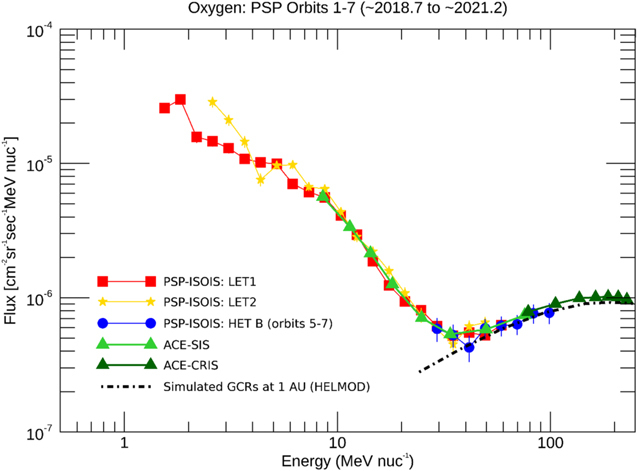 Oxygen: PSP Orbits 1-7 (~2018.7 to ~2021.2)
10⁻⁴
10⁻⁵
10⁻⁶
10⁻⁷
Flux [cm⁻²sr⁻¹sec⁻¹MeV nuc⁻¹]
PSP-ISOIS: LET1
PSP-ISOIS: LET2
PSP-ISOIS: HET B (orbits 5-7)
ACE-SIS
ACE-CRIS
Simulated GCRs at 1 AU (HELMOD)
1 10 100
Energy (MeV nuc⁻¹)